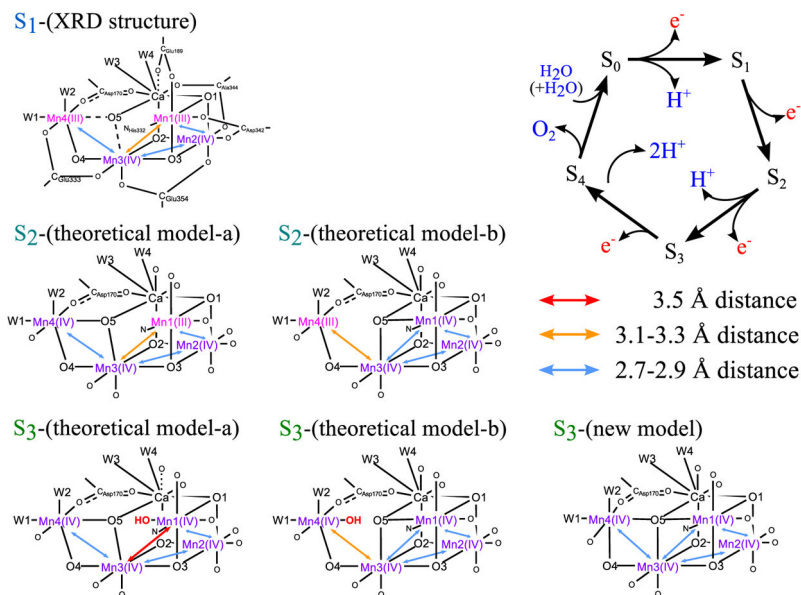 S1-(XRD structure)
W3
W4
CGlu189
CAla344
W2
CAsp170
O
Ca
O1
W1
Mn4(III)
O5
Mn1(III)
NHis332
O2
Mn2(IV)
CAsp342
O4
Mn3(IV)
O3
CGlu333
CGlu354
e-
S0
S1
H2O
(+H2O)
H+
e-
O2
2H+
S4
H+
S2
e-
S3
e-
S2-(theoretical model-a)
W3
W4
O
O
W2
CAsp170
O
Ca
O1
W1
Mn4(IV)
O5
N
Mn1(III)
O
O
O2
Mn2(IV)
O
O4
Mn3(IV)
O3
O
O
O
S2-(theoretical model-b)
W3
W4
O
O
W2
CAsp170
O
Ca
O1
W1
Mn4(III)
O5
N
Mn1(IV)
O
O
O2
Mn2(IV)
O
O4
Mn3(IV)
O3
O
O
O
3.5 Å distance
3.1-3.3 Å distance
2.7-2.9 Å distance
S3-(theoretical model-a)
W3
W4
O
O
W2
CAsp170
O
Ca
O1
W1
Mn4(IV)
O5
HO
Mn1(IV)
O
O
N
O2
Mn2(IV)
O
O4
Mn3(IV)
O3
O
O
O
S3-(theoretical model-b)
W3
W4
O
O
W2
CAsp170
O
Ca
O1
W1
Mn4(IV)
OH
O5
N
Mn1(IV)
O
O
O2
Mn2(IV)
O
O4
Mn3(IV)
O3
O
O
O
S3-(new model)
W3
W4
O
O
W2
CAsp170
O
Ca
O1
W1
Mn4(IV)
O5
N
Mn1(IV)
O
O
O2
Mn2(IV)
O
O4
Mn3(IV)
O3
O
O
O